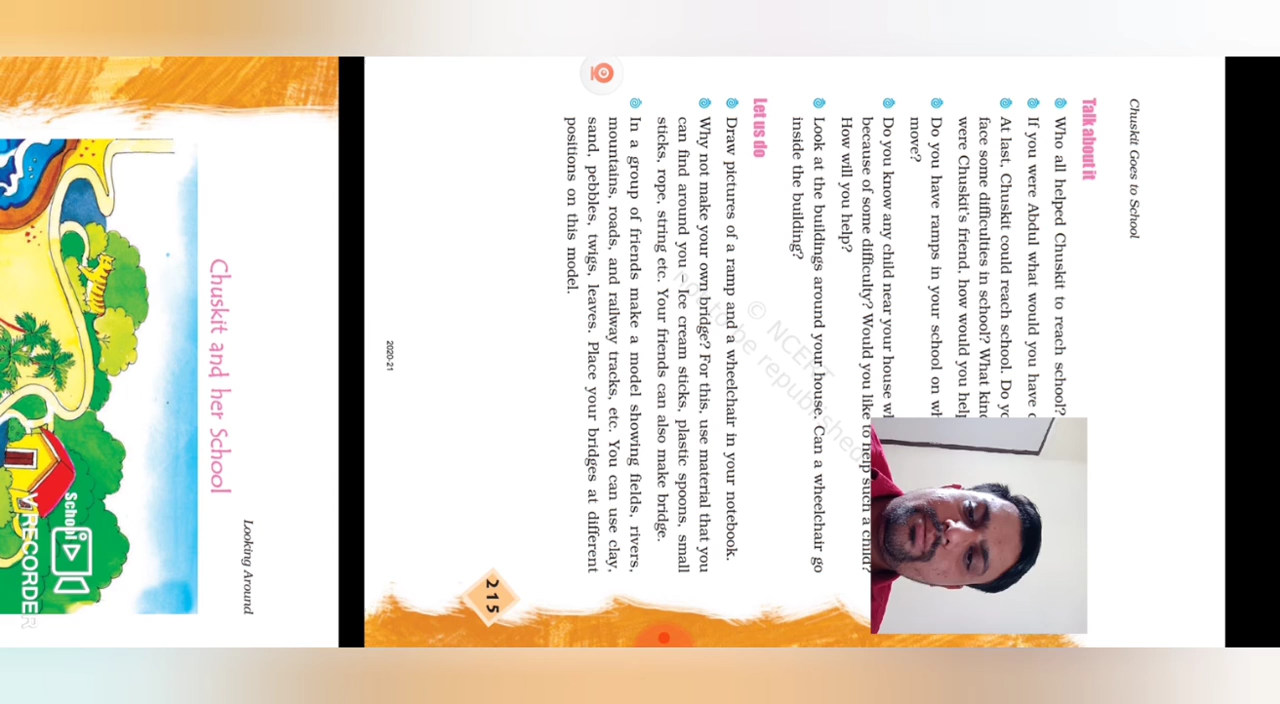 Chuskit Goes to School
Talk about it
Who all helped Chuskit to reach school?
If you were Abdul what would you have
At last, Chuskit could reach school. Do
face some difficulties in school? What
were Chuskit's friend, how would you
Do you have ramps in your school on
move?
Do you know any child near your house
because of some difficulty? Would you like to help such a child?
How will you help?
Look at the buildings around your house. Can a wheelchair go
inside the building?
Let us do
Draw pictures of a ramp and a wheelchair in your notebook.
Why not make your own bridge? For this, use material that you
can find around you – Ice cream sticks, plastic spoons, small
sticks, rope, string etc. Your friends can also make bridge.
In a group of friends make a model showing fields, rivers,
mountains, roads, and railway tracks, etc. You can use clay,
sand, pebbles, twigs, leaves. Place your bridges at different
positions on this model.
© NCERT
not to be republished
215
2020-21
Looking Around
Chuskit and her School
School
V RECORDER